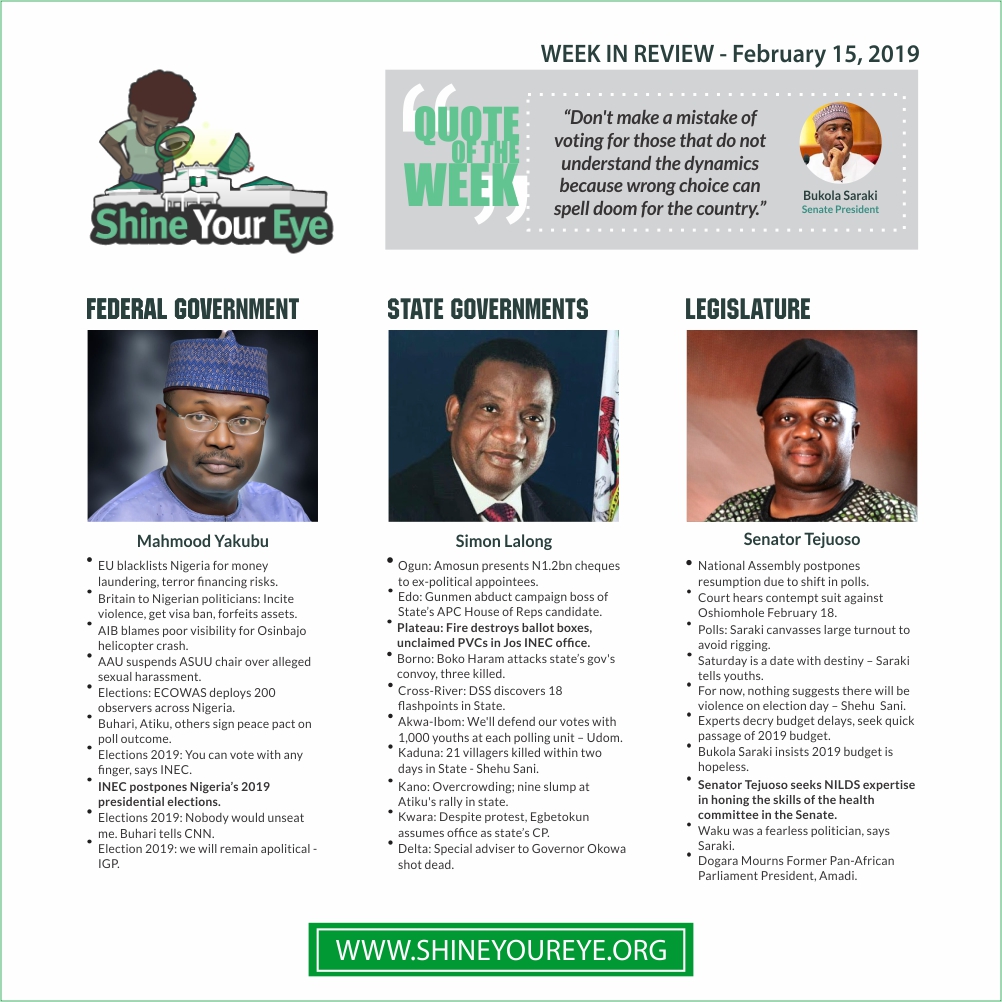 WEEK IN REVIEW - February 15, 2019
Shine Your Eye
QUOTE
OF THE
WEEK
“Don't make a mistake of
voting for those that do not
understand the dynamics
because wrong choice can
spell doom for the country.”
Bukola Saraki
Senate President
FEDERAL GOVERNMENT
Mahmood Yakubu
• EU blacklists Nigeria for money
laundering, terror financing risks.
• Britain to Nigerian politicians: Incite
violence, get visa ban, forfeits assets.
• AIB blames poor visibility for Osinbajo
helicopter crash.
• AAU suspends ASUU chair over alleged
sexual harassment.
• Elections: ECOWAS deploys 200
observers across Nigeria.
• Buhari, Atiku, others sign peace pact on
poll outcome.
• Elections 2019: You can vote with any
finger, says INEC.
• INEC postpones Nigeria’s 2019
presidential elections.
• Elections 2019: Nobody would unseat
me. Buhari tells CNN.
• Election 2019: we will remain apolitical -
IGP.
STATE GOVERNMENTS
Simon Lalong
• Ogun: Amosun presents N1.2bn cheques
to ex-political appointees.
• Edo: Gunmen abduct campaign boss of
State’s APC House of Reps candidate.
• Plateau: Fire destroys ballot boxes,
unclaimed PVCs in Jos INEC office.
• Borno: Boko Haram attacks state’s gov's
convoy, three killed.
• Cross-River: DSS discovers 18
flashpoints in State.
• Akwa-Ibom: We'll defend our votes with
1,000 youths at each polling unit – Udom.
• Kaduna: 21 villagers killed within two
days in State - Shehu Sani.
• Kano: Overcrowding; nine slump at
Atiku's rally in state.
• Kwara: Despite protest, Egbetokun
assumes office as state’s CP.
• Delta: Special adviser to Governor Okowa
shot dead.
LEGISLATURE
Senator Tejuoso
• National Assembly postpones
resumption due to shift in polls.
• Court hears contempt suit against
Oshiomhole February 18.
• Polls: Saraki canvasses large turnout to
avoid rigging.
• Saturday is a date with destiny – Saraki
tells youths.
• For now, nothing suggests there will be
violence on election day – Shehu Sani.
• Experts decry budget delays, seek quick
passage of 2019 budget.
• Bukola Saraki insists 2019 budget is
hopeless.
• Senator Tejuoso seeks NILDS expertise
in honing the skills of the health
committee in the Senate.
• Waku was a fearless politician, says
Saraki.
• Dogara Mourns Former Pan-African
Parliament President, Amadi.
WWW.SHINEYOUREYE.ORG